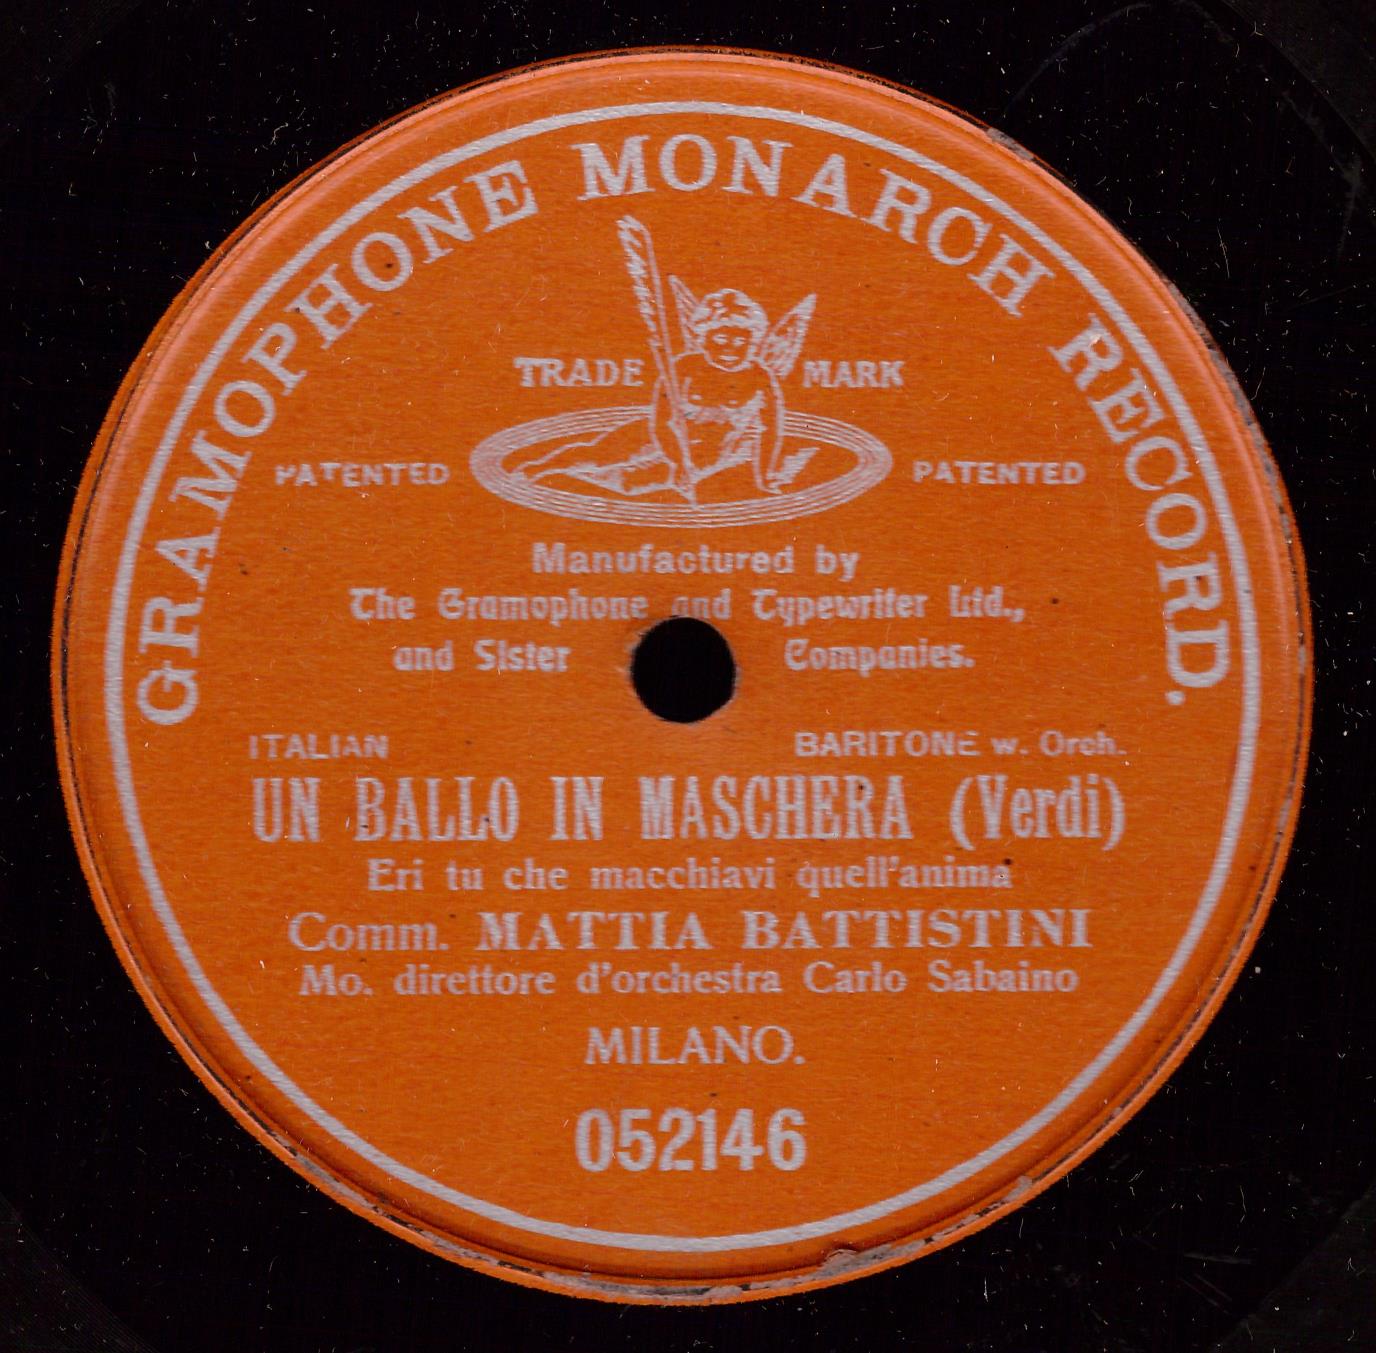 GRAMOPHONE MONARCH RECORD.
TRADE MARK
PATENTED PATENTED
Manufactured by
The Gramophone and Typewriter Ltd.,
and Sister Companies.
ITALIAN BARITONE w. Orch.
UN BALLO IN MASCHERA (Verdi)
Eri tu che macchiavi quell'anima
Comm. MATTIA BATTISTINI
Mo. direttore d'orchestra Carlo Sabaino
MILANO.
052146